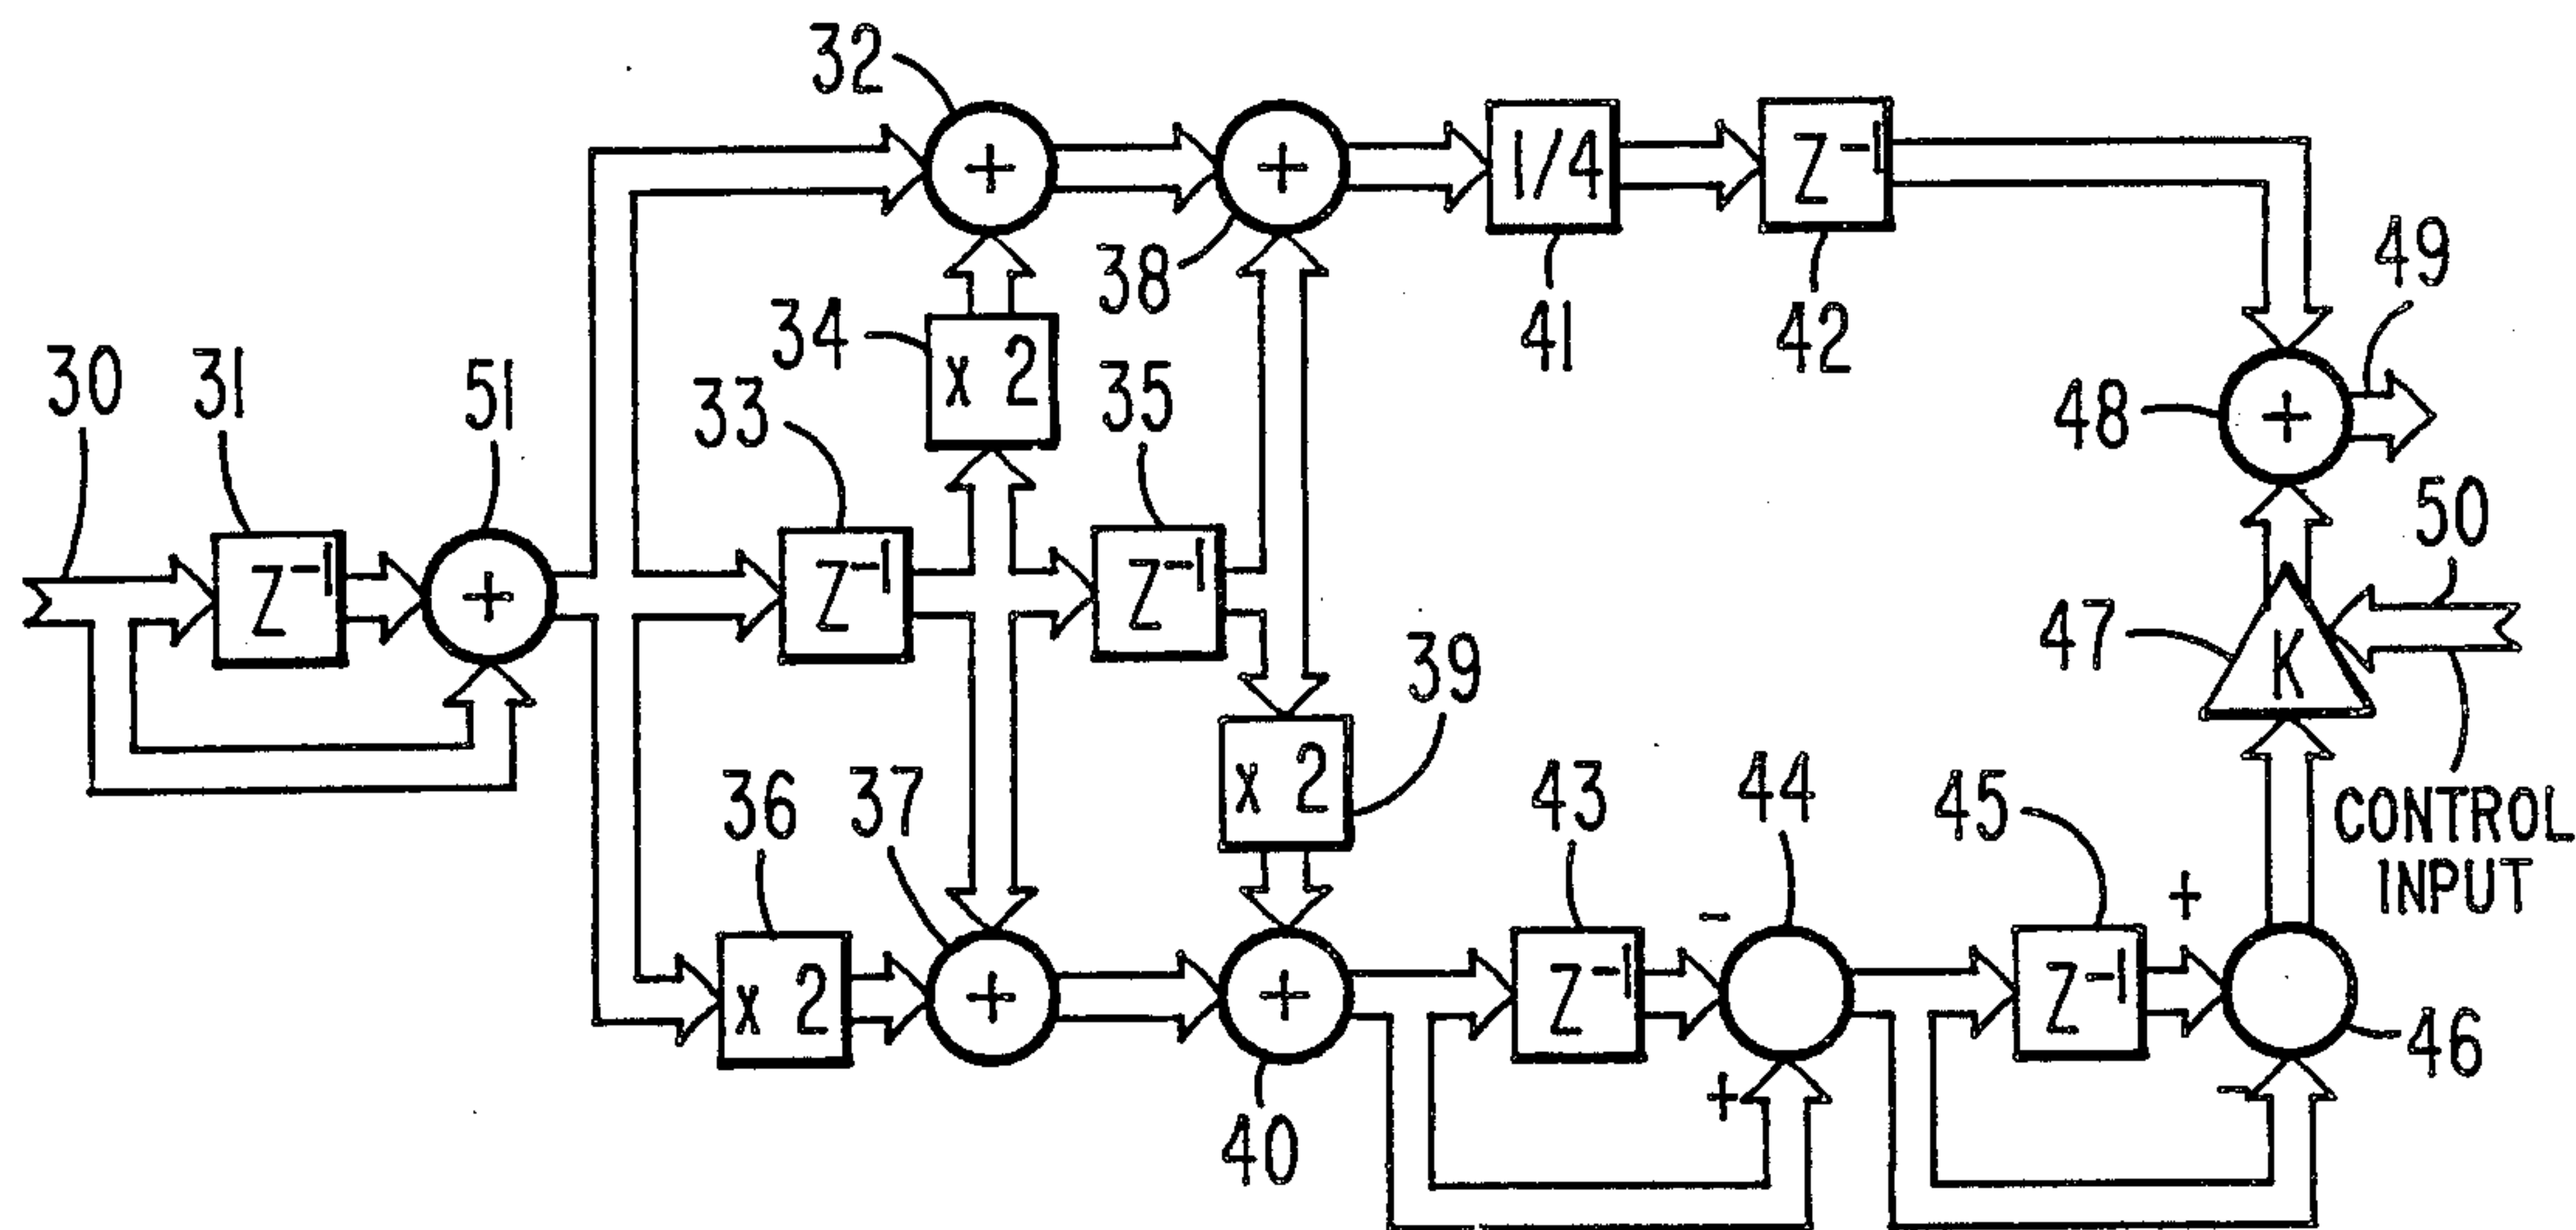 32
+
+
1/4
Z⁻¹
38
41
42
49
34
x 2
30
31
51
33
35
48
+
50
Z⁻¹
+
Z⁻¹
Z⁻¹
39
47
K
x 2
CONTROL
INPUT
36
37
43
44
45
x 2
+
+
Z⁻¹
-
+
Z⁻¹
+
-
46
40